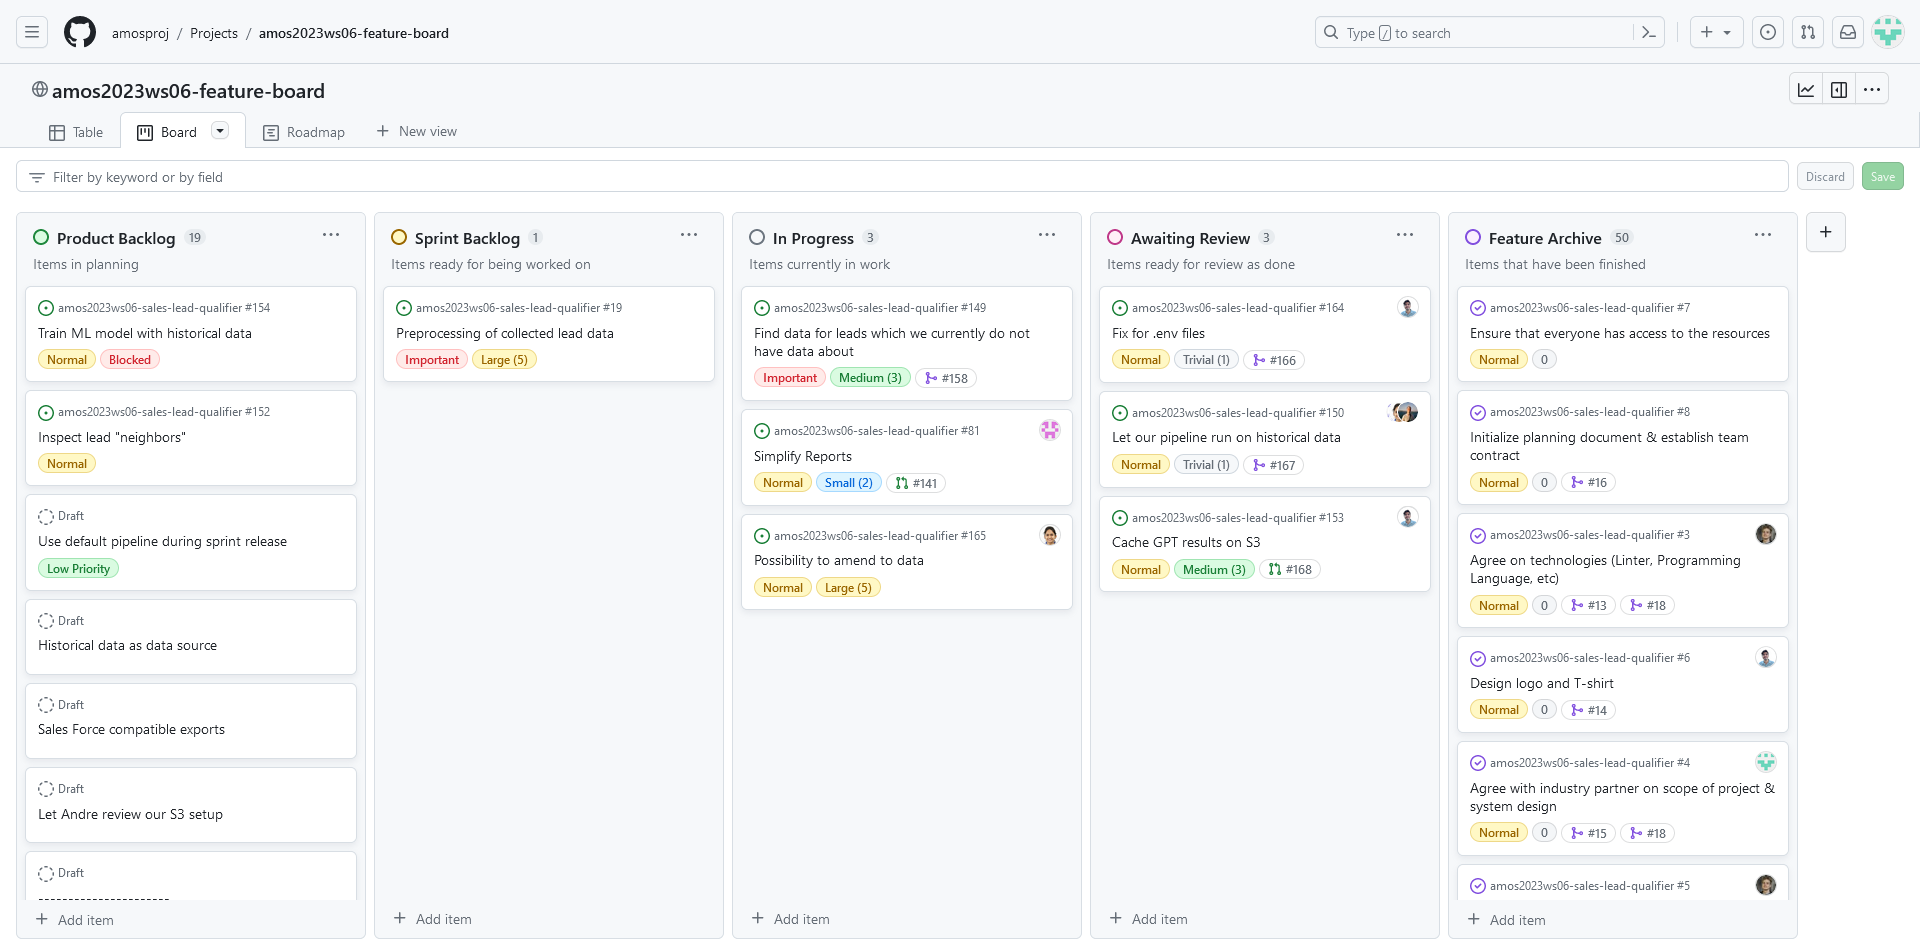 amosproj / Projects / amos2023ws06-feature-board
Type / to search
amos2023ws06-feature-board
Table
Board
Roadmap
New view
Filter by keyword or by field
Discard
Save
Product Backlog 19
Items in planning
amos2023ws06-sales-lead-qualifier #154
Train ML model with historical data
Normal Blocked
amos2023ws06-sales-lead-qualifier #152
Inspect lead "neighbors"
Normal
Draft
Use default pipeline during sprint release
Low Priority
Draft
Historical data as data source
Draft
Sales Force compatible exports
Draft
Let Andre review our S3 setup
Draft
----------------------
Add item
Sprint Backlog 1
Items ready for being worked on
amos2023ws06-sales-lead-qualifier #19
Preprocessing of collected lead data
Important Large (5)
Add item
In Progress 3
Items currently in work
amos2023ws06-sales-lead-qualifier #149
Find data for leads which we currently do not
have data about
Important Medium (3) #158
amos2023ws06-sales-lead-qualifier #81
Simplify Reports
Normal Small (2) #141
amos2023ws06-sales-lead-qualifier #165
Possibility to amend to data
Normal Large (5)
Add item
Awaiting Review 3
Items ready for review as done
amos2023ws06-sales-lead-qualifier #164
Fix for .env files
Normal Trivial (1) #166
amos2023ws06-sales-lead-qualifier #150
Let our pipeline run on historical data
Normal Trivial (1) #167
amos2023ws06-sales-lead-qualifier #153
Cache GPT results on S3
Normal Medium (3) #168
Add item
Feature Archive 50
Items that have been finished
amos2023ws06-sales-lead-qualifier #7
Ensure that everyone has access to the resources
Normal 0
amos2023ws06-sales-lead-qualifier #8
Initialize planning document & establish team
contract
Normal 0 #16
amos2023ws06-sales-lead-qualifier #3
Agree on technologies (Linter, Programming
Language, etc)
Normal 0 #13 #18
amos2023ws06-sales-lead-qualifier #6
Design logo and T-shirt
Normal 0 #14
amos2023ws06-sales-lead-qualifier #4
Agree with industry partner on scope of project &
system design
Normal 0 #15 #18
amos2023ws06-sales-lead-qualifier #5
Add item